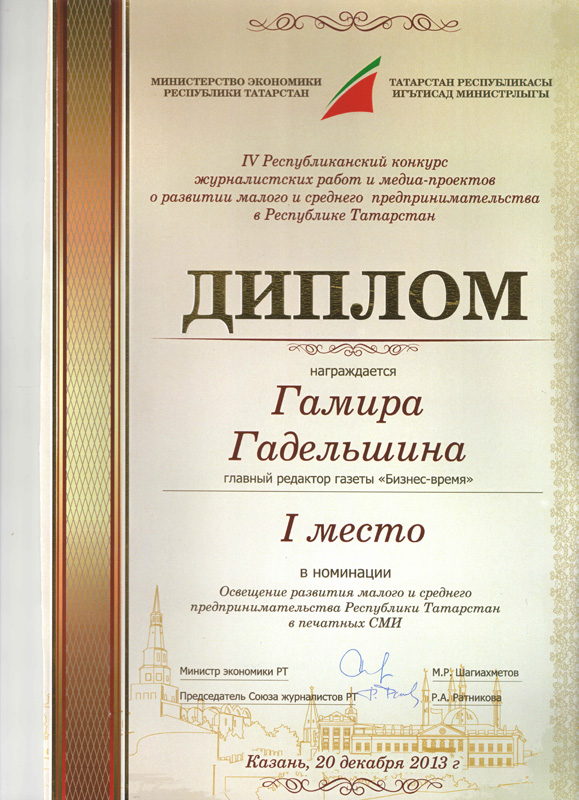 МИНИСТЕРСТВО ЭКОНОМИКИ
РЕСПУБЛИКИ ТАТАРСТАН
ТАТАРСТАН РЕСПУБЛИКАСЫ
ИГЪТИСАД МИНИСТРЛЫГЫ
IV Республиканский конкурс
журналистских работ и медиа-проектов
о развитии малого и среднего предпринимательства
в Республике Татарстан
ДИПЛОМ
награждается
Гамира
Гадельшина
главный редактор газеты «Бизнес-время»
I место
в номинации
Освещение развития малого и среднего
предпринимательства Республики Татарстан
в печатных СМИ
Министр экономики РТ М.Р. Шагиахметов
Председатель Союза журналистов РТ Р.А. Ратникова
Казань, 20 декабря 2013 г